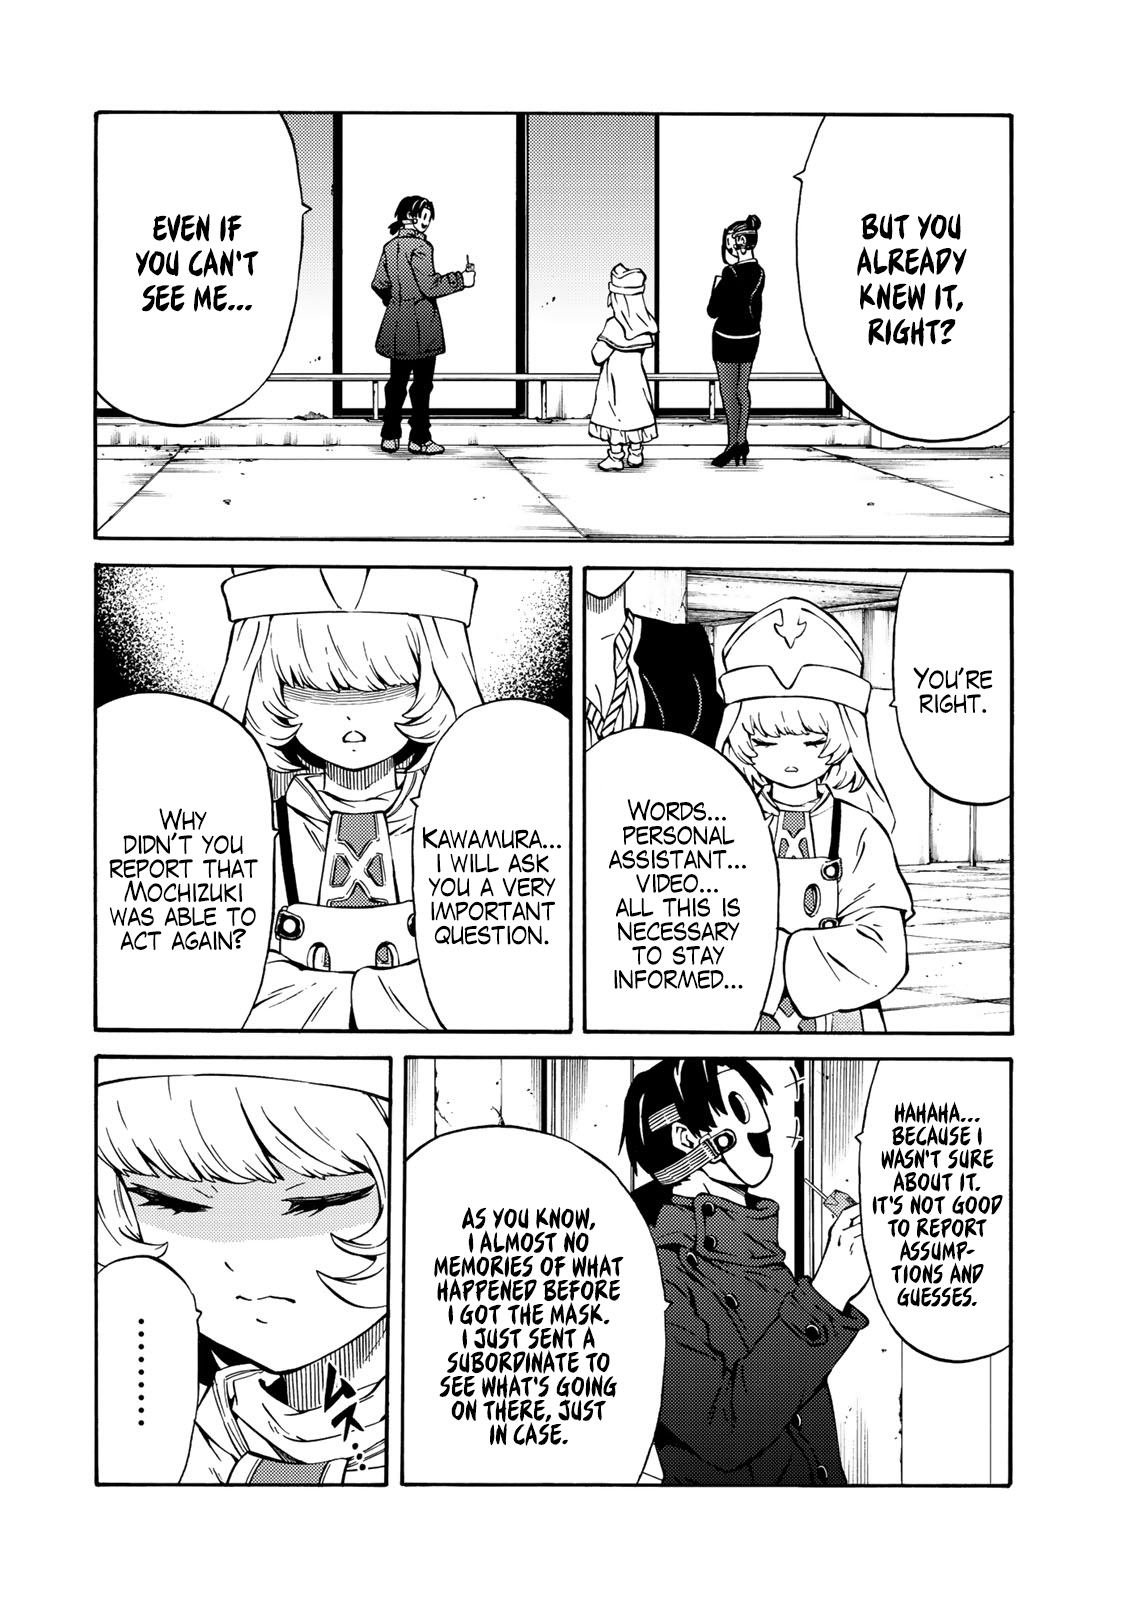 BUT YOU
ALREADY
KNEW IT,
RIGHT?
EVEN IF
YOU CAN'T
SEE ME...
YOU'RE
RIGHT.
WORDS...
PERSONAL
ASSISTANT...
VIDEO...
ALL THIS IS
NECESSARY
TO STAY
INFORMED...
KAWAMURA...
I WILL ASK
YOU A VERY
IMPORTANT
QUESTION.
WHY
DIDN'T YOU
REPORT THAT
MOCHIZUKI
WAS ABLE TO
ACT AGAIN?
HAHAHA...
BECAUSE I
WASN'T SURE
ABOUT IT.
IT'S NOT GOOD
TO REPORT
ASSUMP-
TIONS AND
GUESSES.
AS YOU KNOW,
I ALMOST NO
MEMORIES OF WHAT
HAPPENED BEFORE
I GOT THE MASK.
I JUST SENT A
SUBORDINATE TO
SEE WHAT'S GOING
ON THERE, JUST
IN CASE.
ムス…
.........